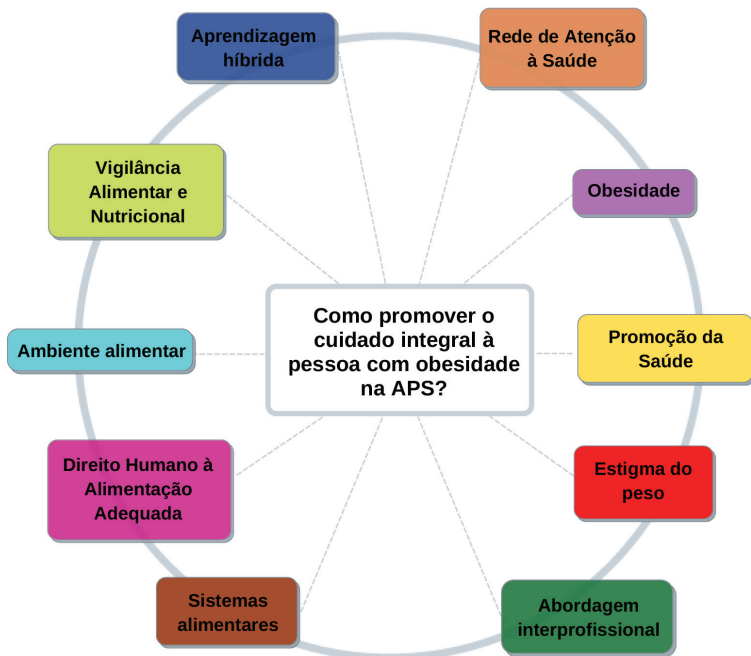 Aprendizagem
híbrida
Rede de Atenção
à Saúde
Vigilância
Alimentar e
Nutricional
Obesidade
Como promover o
cuidado integral à
pessoa com obesidade
na APS?
Ambiente alimentar
Promoção da
Saúde
Direito Humano à
Alimentação
Adequada
Estigma do
peso
Sistemas
alimentares
Abordagem
interprofissional